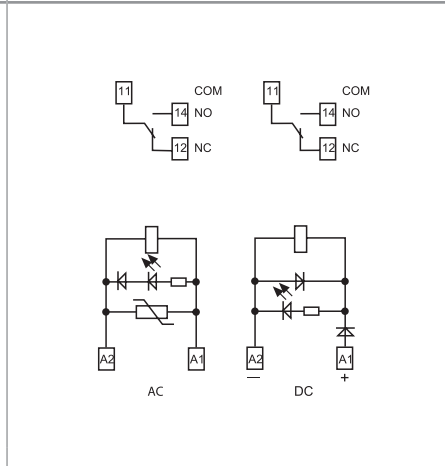 11 COM 11 COM
14 NO 14 NO
12 NC 12 NC
A2 A1 A2 A1
— +
AC DC